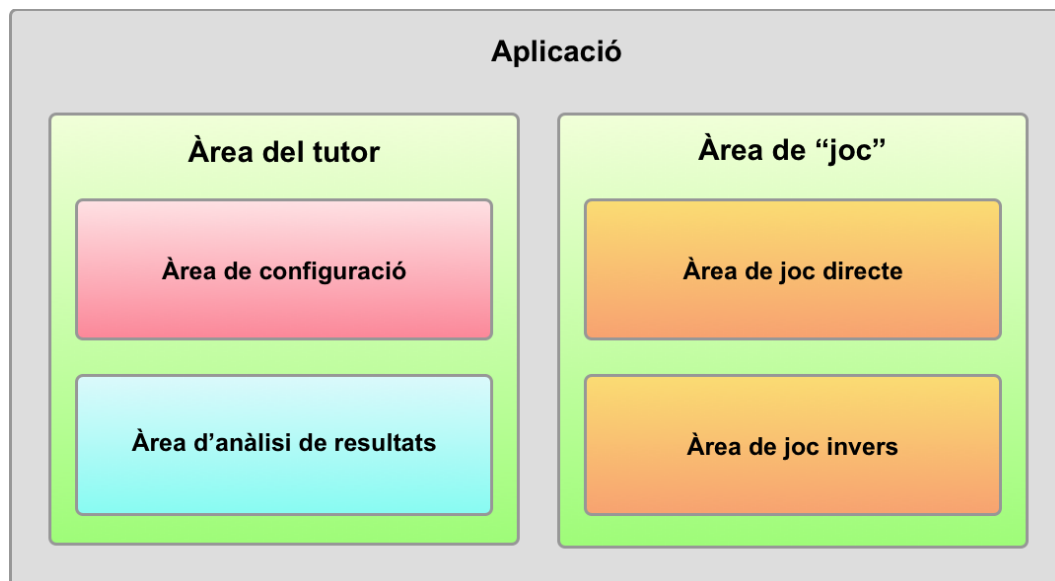 Aplicació
Àrea del tutor
Àrea de configuració
Àrea d’anàlisi de resultats
Àrea de “joc”
Àrea de joc directe
Àrea de joc invers